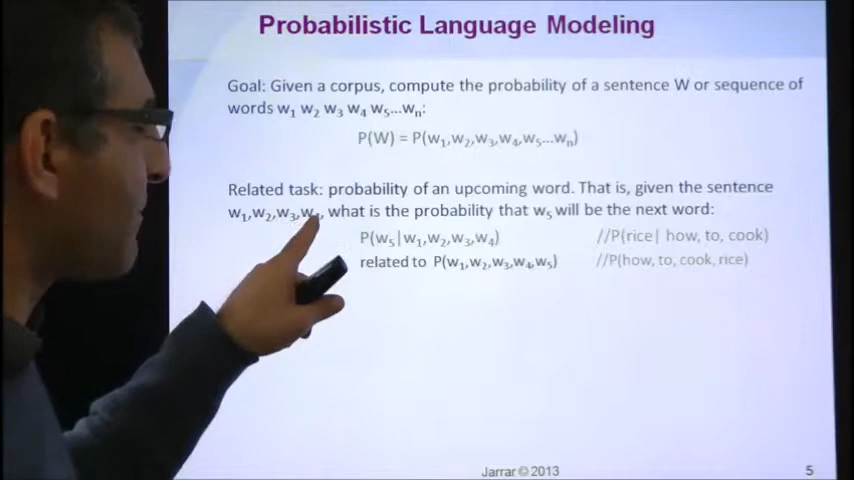 Probabilistic Language Modeling
Goal: Given a corpus, compute the probability of a sentence W or sequence of
words w₁ w₂ w₃ w₄ w₅...wₙ:
P(W) = P(w₁,w₂,w₃,w₄,w₅...wₙ)
Related task: probability of an upcoming word. That is, given the sentence
w₁,w₂,w₃,w₄, what is the probability that w₅ will be the next word:
P(w₅|w₁,w₂,w₃,w₄) //P(rice| how, to, cook)
related to P(w₁,w₂,w₃,w₄,w₅) //P(how, to, cook, rice)
Jarrar © 2013 5